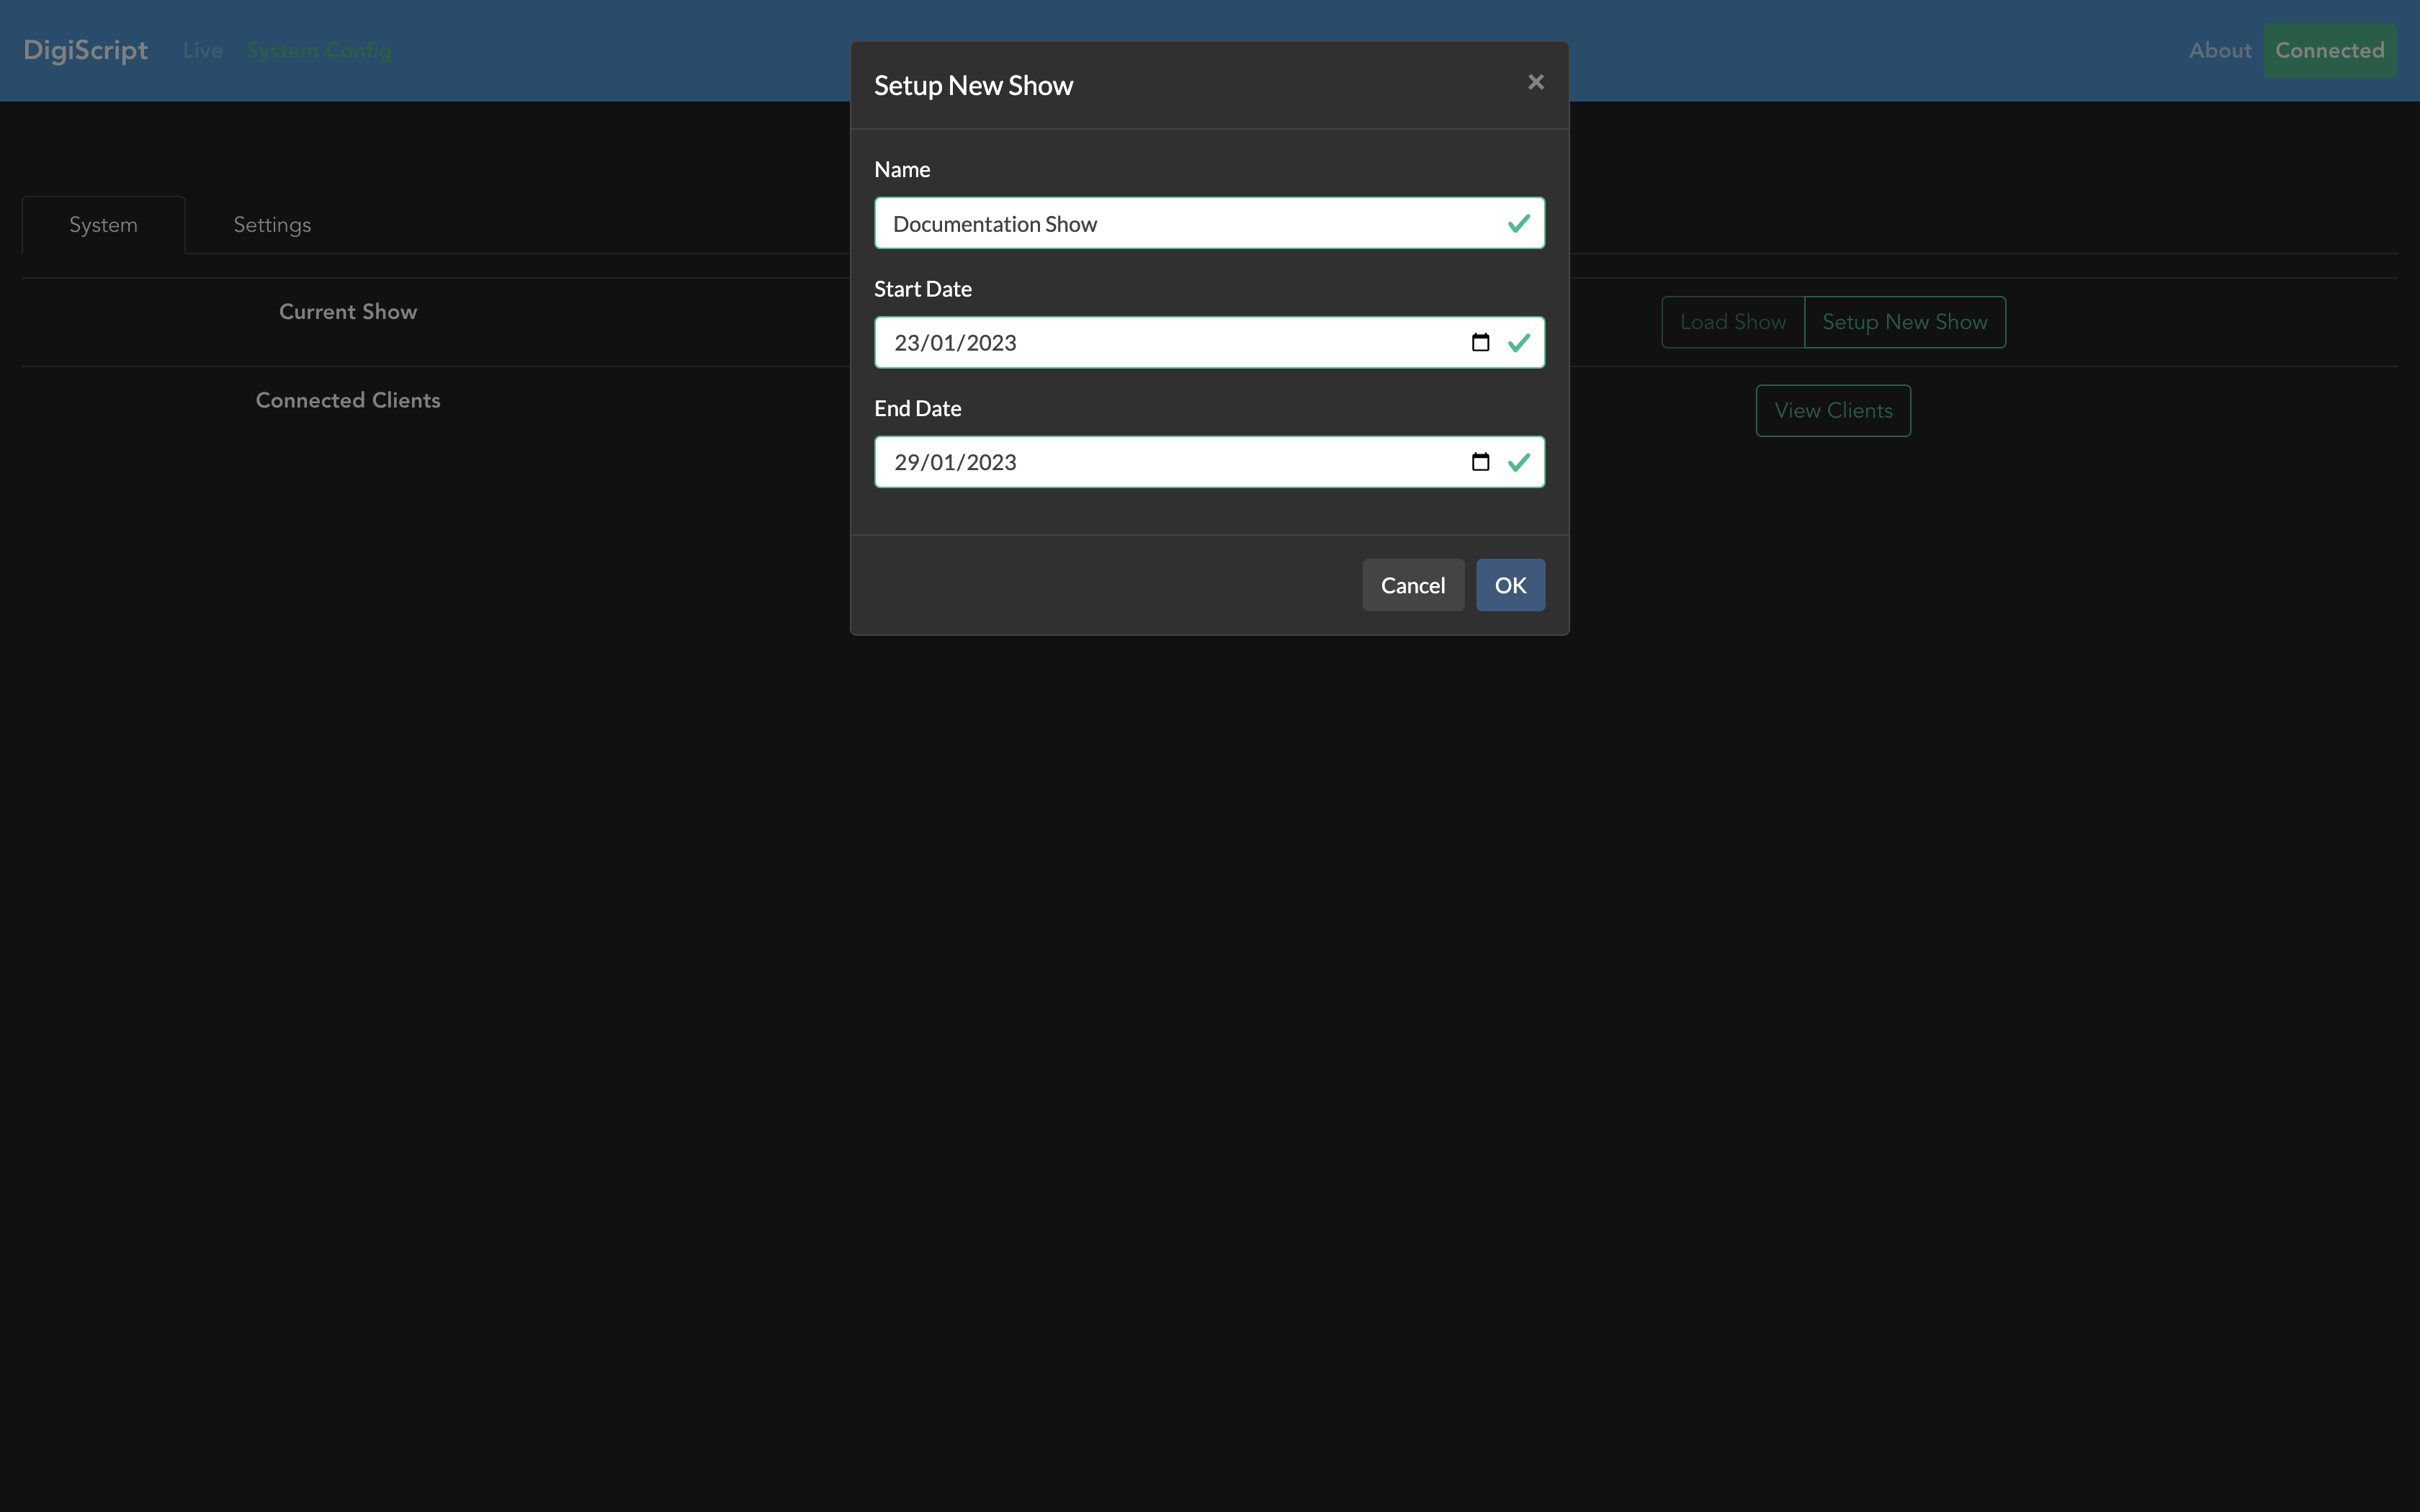 DigiScript Live System Config About Connected
Setup New Show ×
Name
Documentation Show
Start Date
23/01/2023
End Date
29/01/2023
Cancel OK
System Settings
Current Show Load Show Setup New Show
Connected Clients View Clients